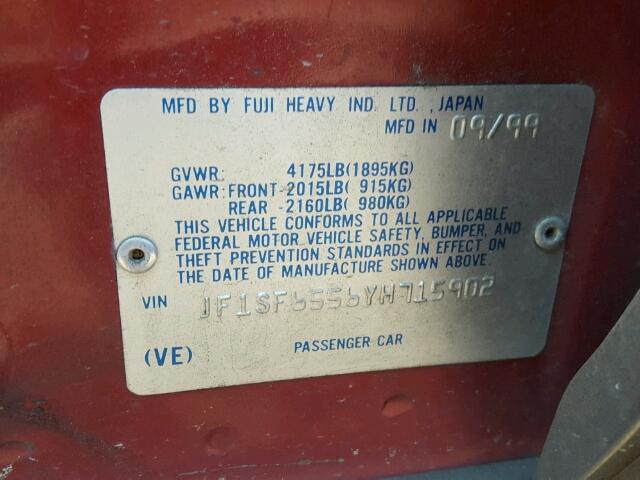 MFD BY FUJI HEAVY IND. LTD. ,JAPAN
MFD IN 09/99
GVWR: 4175LB(1895KG)
GAWR:FRONT-2015LB( 915KG)
REAR -2160LB( 980KG)
THIS VEHICLE CONFORMS TO ALL APPLICABLE
FEDERAL MOTOR VEHICLE SAFETY, BUMPER, AND
THEFT PREVENTION STANDARDS IN EFFECT ON
THE DATE OF MANUFACTURE SHOWN ABOVE.
VIN JF1SF6556YH715902
(VE) PASSENGER CAR